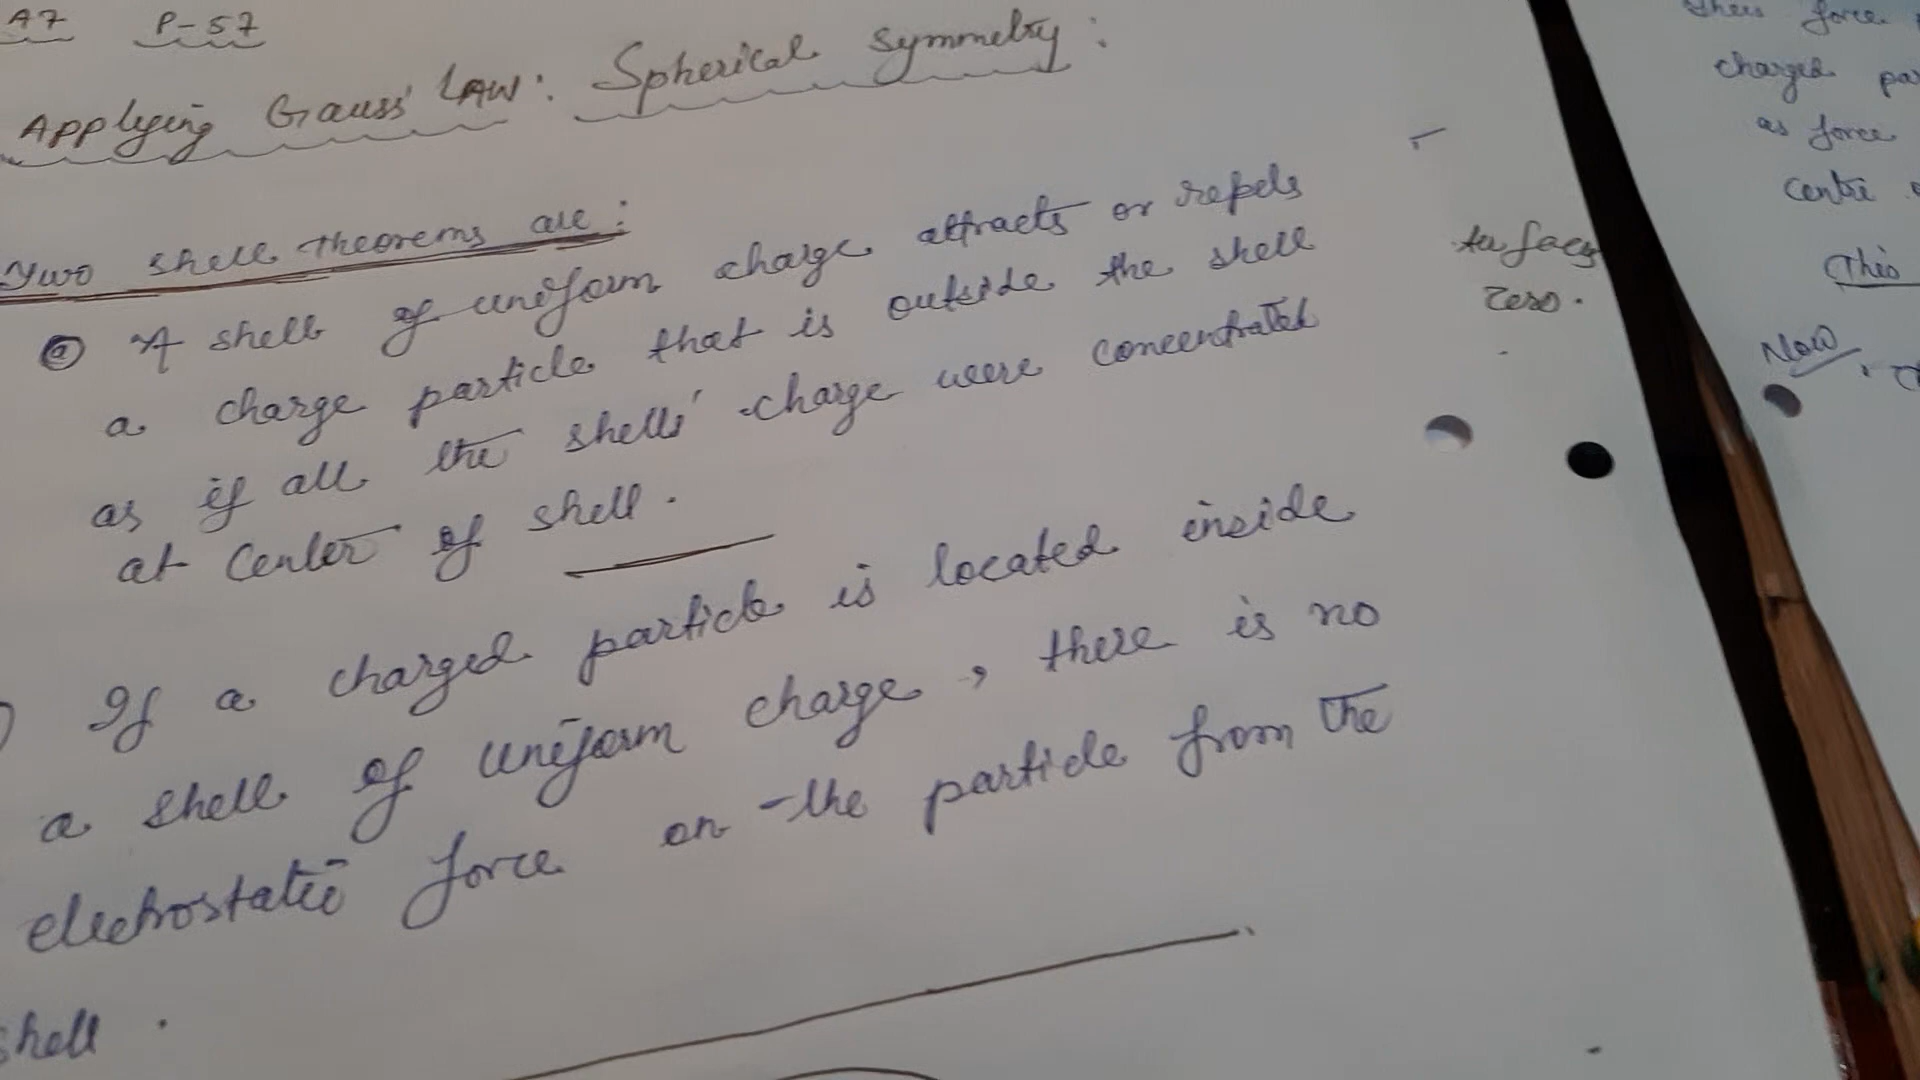 A7 P-57
Applying Gauss' LAW: Spherical Symmetry:
Two shell theorems are:
ⓐ A shell of uniform charge attracts or repels
a charge particle that is outside the shell
as if all the shells' charge were concentrated
at Center of shell.
If a charged particle is located inside
a shell of uniform charge, there is no
electrostatic force on the particle from the
shell.
Zero.
force
charged
as force
centre
This
Now,